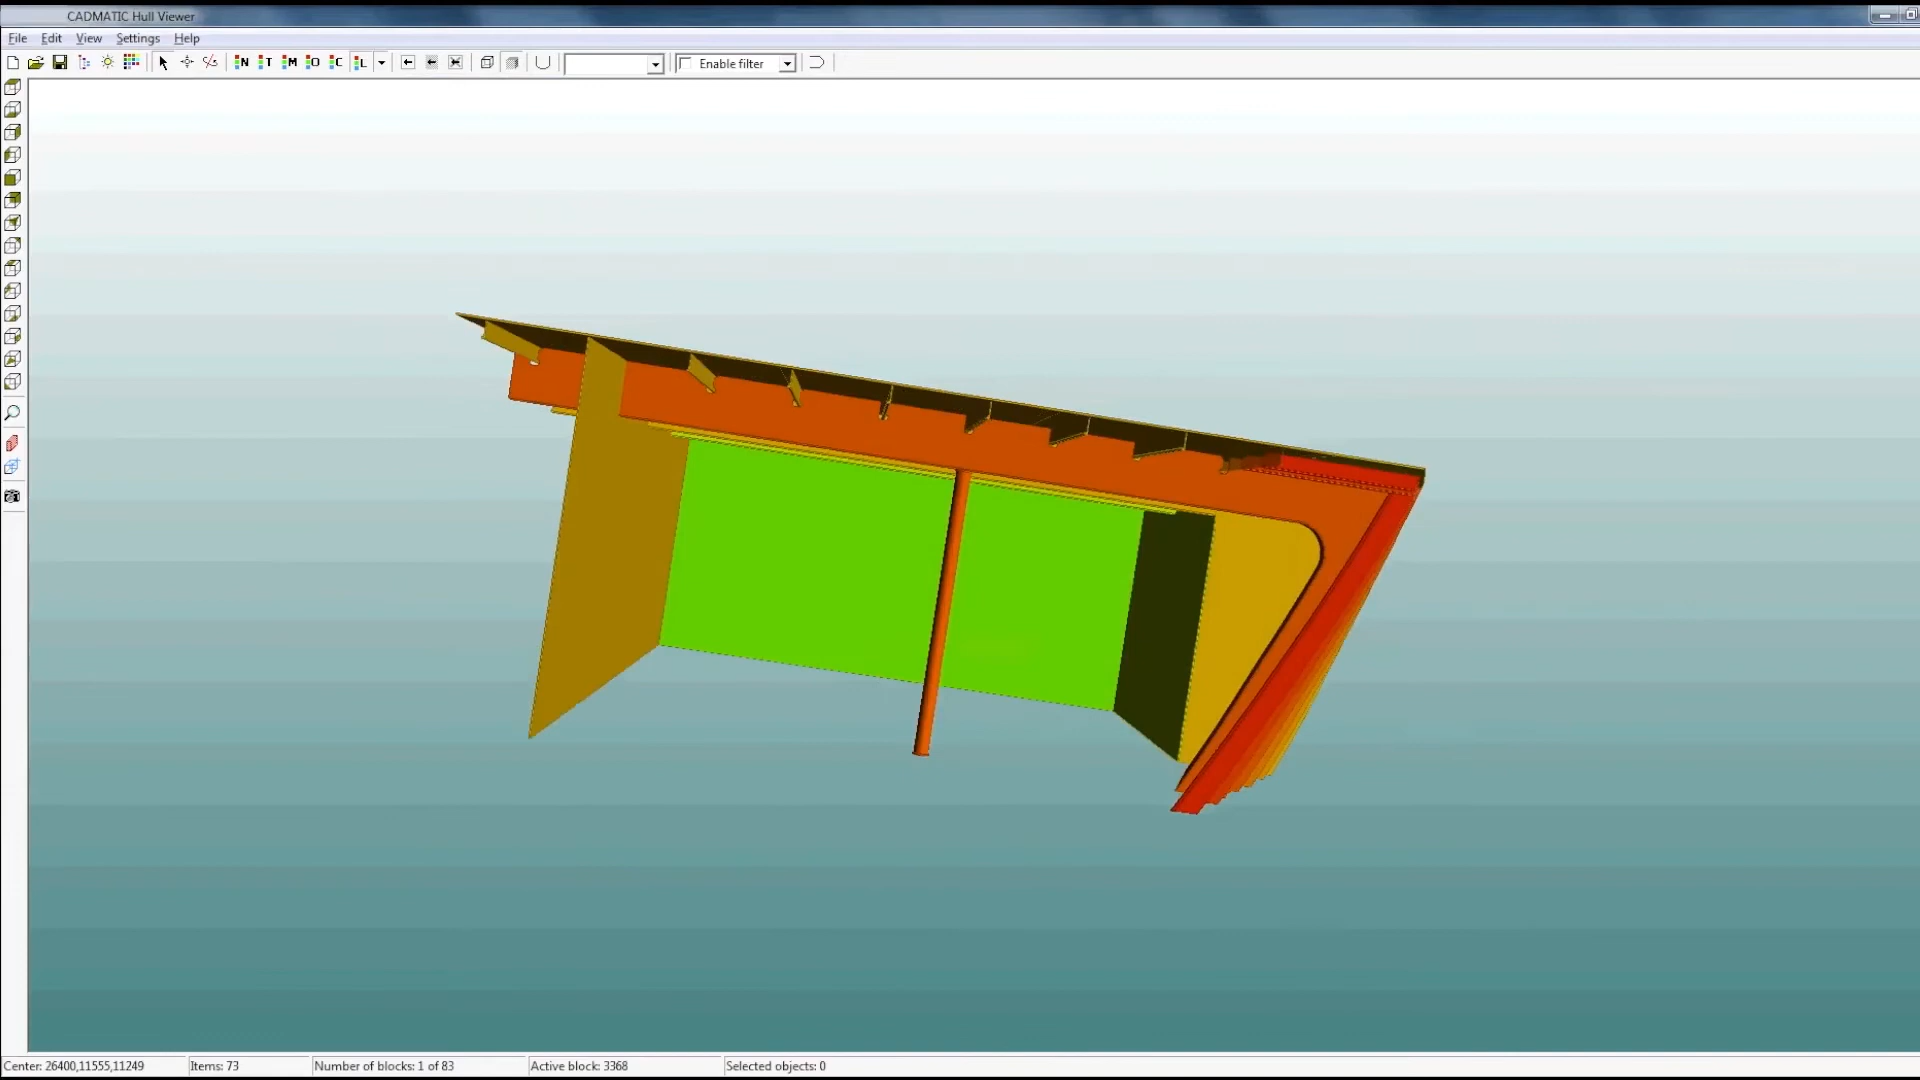 CADMATIC Hull Viewer
File Edit View Settings Help
N T M O C L Enable filter
Center: 26400,11555,11249 Items: 73 Number of blocks: 1 of 83 Active block: 3368 Selected objects: 0